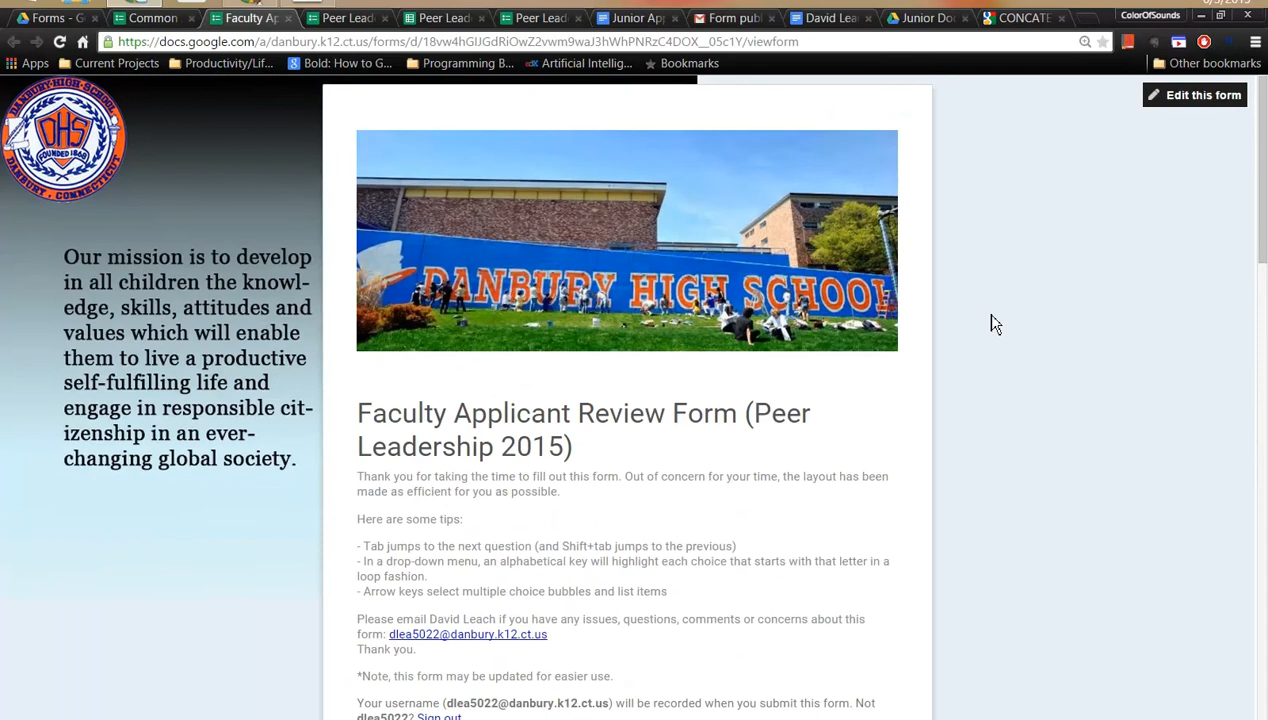 Forms - G
Common
Faculty Ap
Peer Lead
Peer Lead
Peer Lead
Junior App
Form publ
David Lea
Junior Doc
CONCATE
ColorOfSounds
https://docs.google.com/a/danbury.k12.ct.us/forms/d/18vw4hGlJGdRiOwZ2vwm9waJ3hWhPNRzC4DOX__05c1Y/viewform
Apps
Current Projects
Productivity/Lif...
Bold: How to G...
Programming B...
Artificial Intellig...
Bookmarks
Other bookmarks
Edit this form
DHS
FOUNDED 1868
DANBURY, CONNECTICUT
Our mission is to develop
in all children the knowl-
edge, skills, attitudes and
values which will enable
them to live a productive
self-fulfilling life and
engage in responsible cit-
izenship in an ever-
changing global society.
DANBURY HIGH SCHOOL
Faculty Applicant Review Form (Peer
Leadership 2015)
Thank you for taking the time to fill out this form. Out of concern for your time, the layout has been
made as efficient for you as possible.
Here are some tips:
- Tab jumps to the next question (and Shift+tab jumps to the previous)
- In a drop-down menu, an alphabetical key will highlight each choice that starts with that letter in a
loop fashion.
- Arrow keys select multiple choice bubbles and list items
Please email David Leach if you have any issues, questions, comments or concerns about this
form: dlea5022@danbury.k12.ct.us
Thank you.
*Note, this form may be updated for easier use.
Your username (dlea5022@danbury.k12.ct.us) will be recorded when you submit this form. Not
dlea5022? Sign out